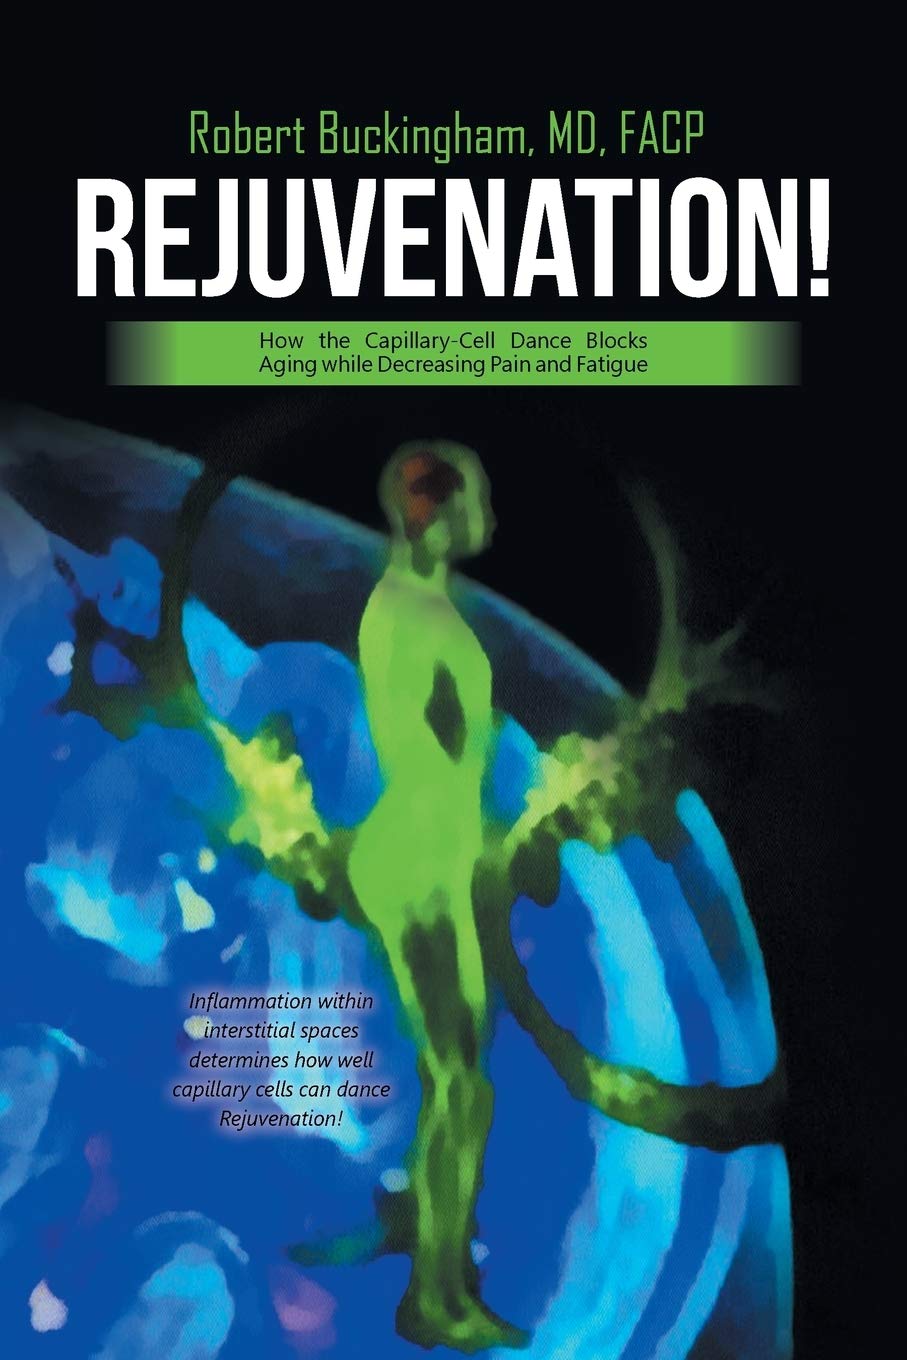 Robert Buckingham, MD, FACP
REJUVENATION!
How the Capillary-Cell Dance Blocks
Aging while Decreasing Pain and Fatigue
Inflammation within
interstitial spaces
determines how well
capillary cells can dance
Rejuvenation!